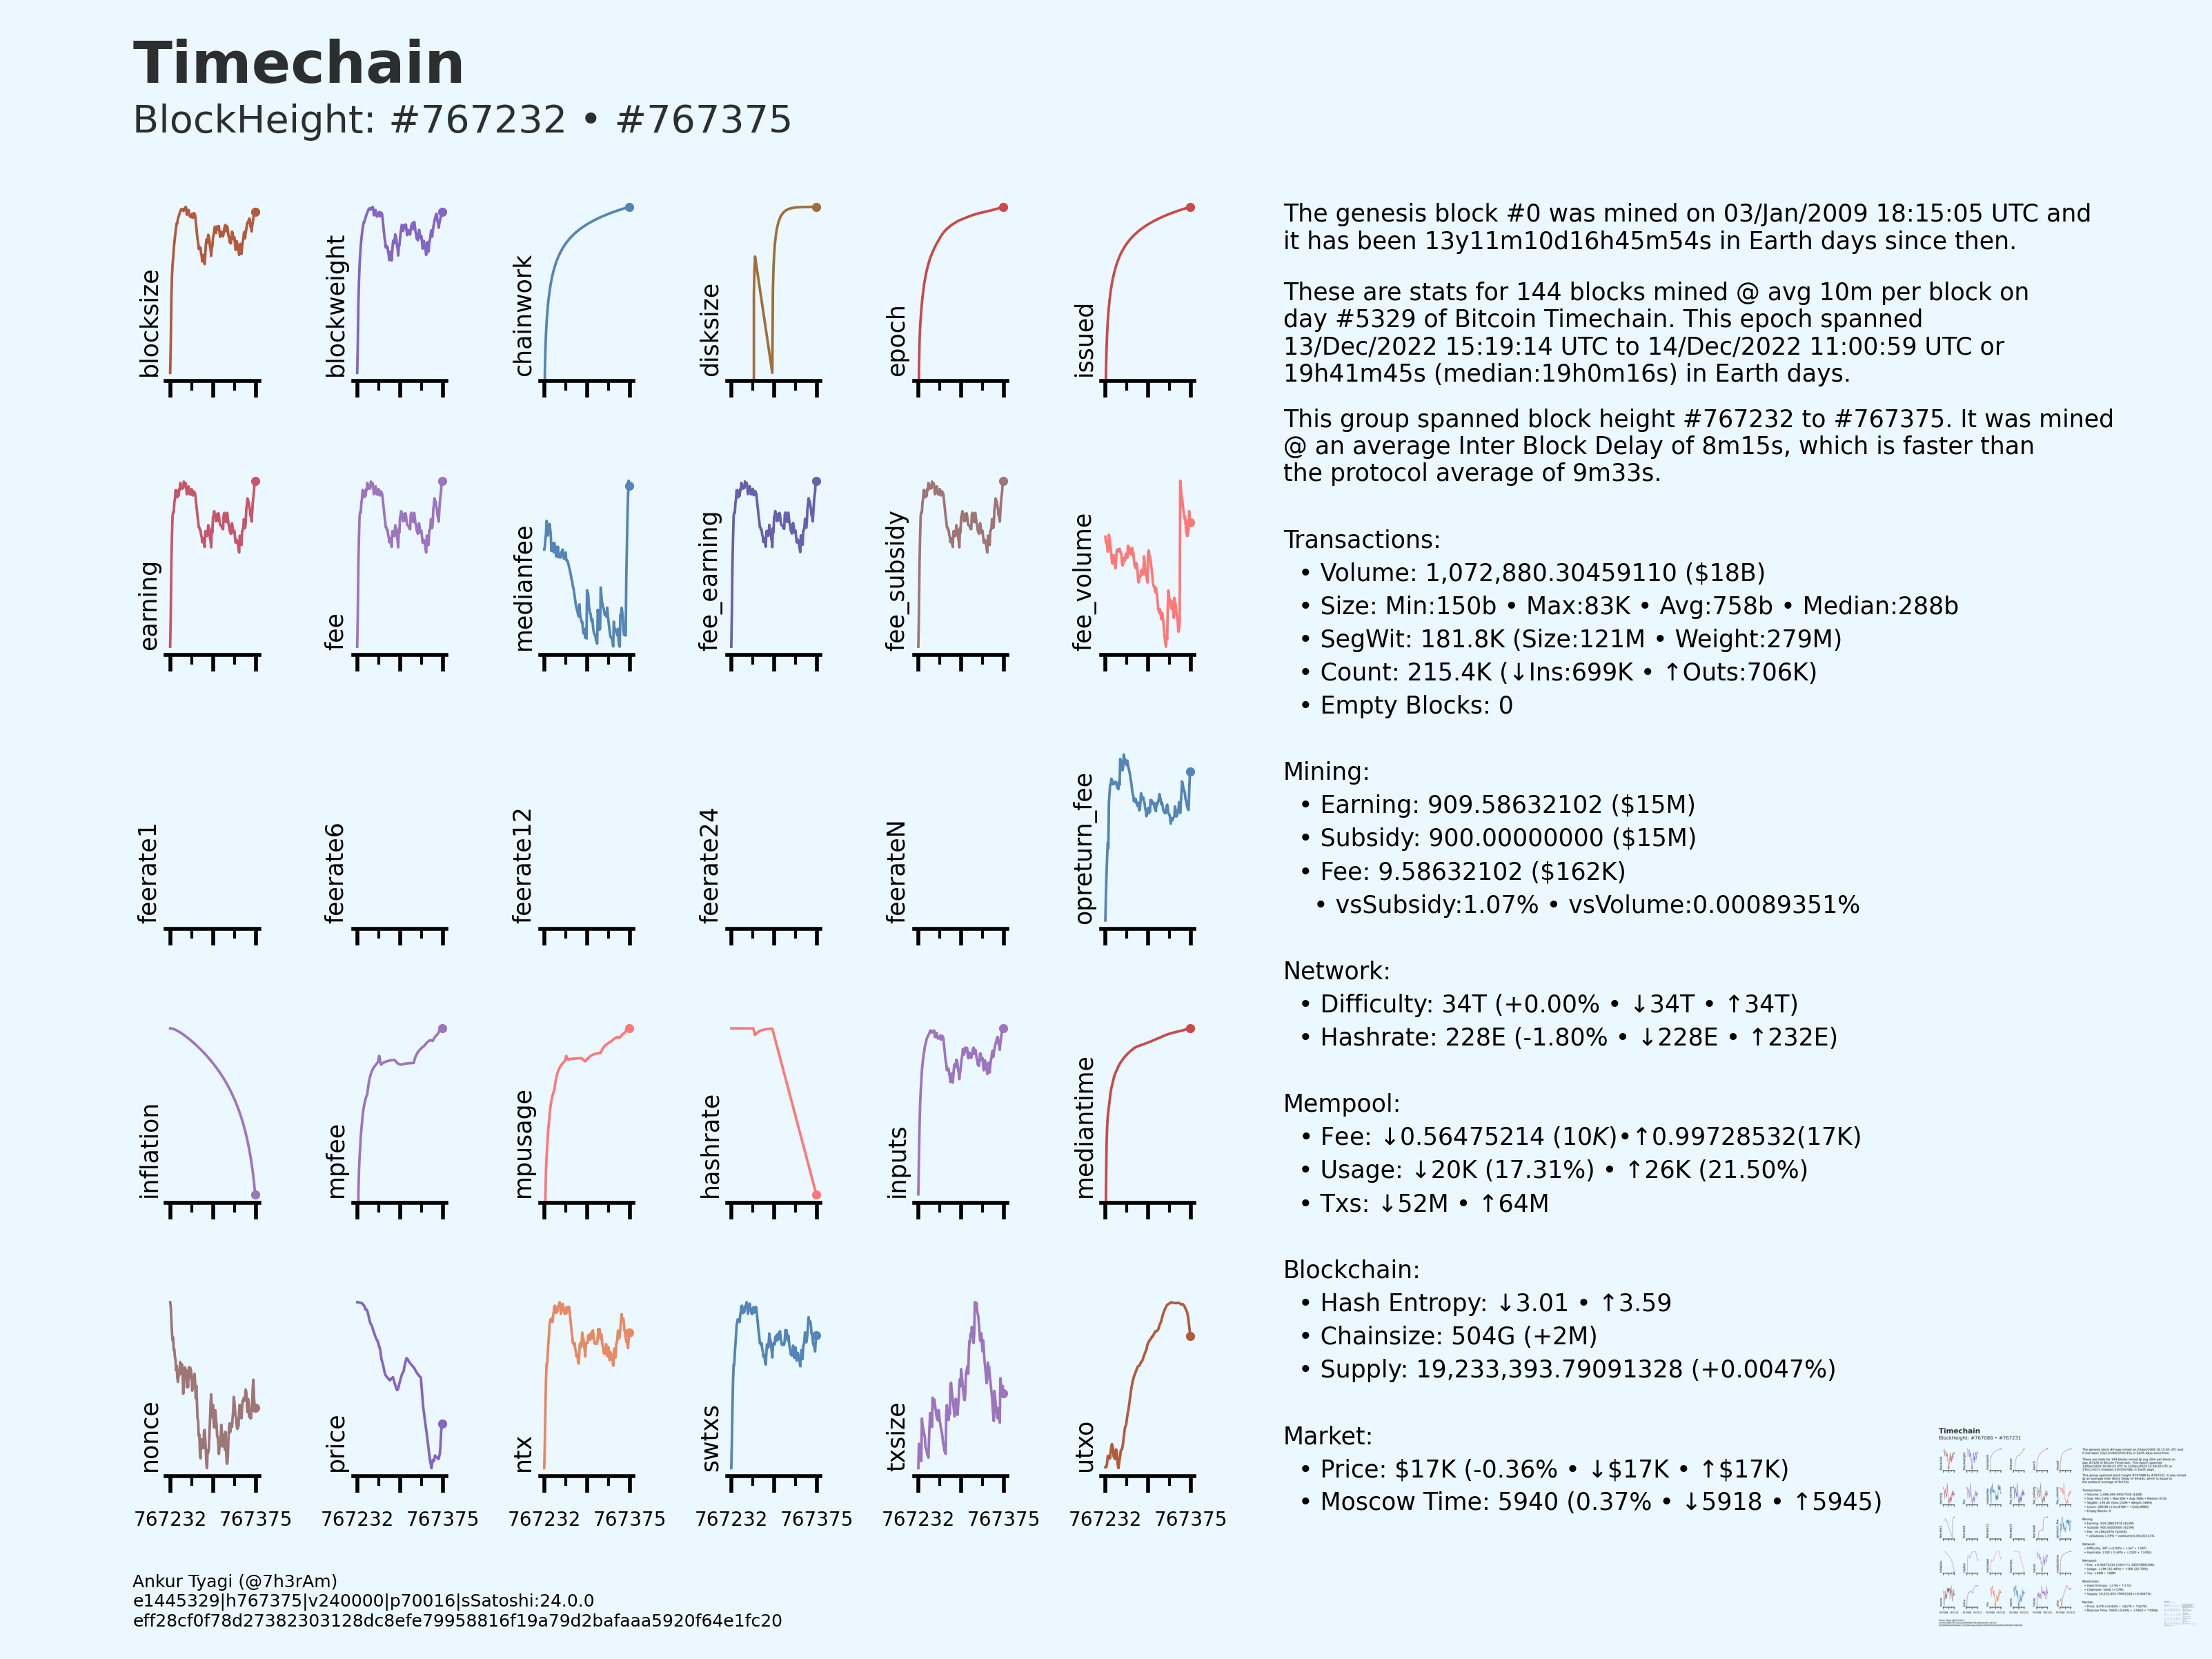 Timechain
BlockHeight: #767232 • #767375
blocksize
blockweight
chainwork
disksize
epoch
issued
earning
fee
medianfee
fee_earning
fee_subsidy
fee_volume
feerate1
feerate6
feerate12
feerate24
feerateN
opreturn_fee
inflation
mpfee
mpusage
hashrate
inputs
mediantime
nonce
price
ntx
swtxs
txsize
utxo
767232 767375 767232 767375 767232 767375 767232 767375 767232 767375 767232 767375
The genesis block #0 was mined on 03/Jan/2009 18:15:05 UTC and
it has been 13y11m10d16h45m54s in Earth days since then.
These are stats for 144 blocks mined @ avg 10m per block on
day #5329 of Bitcoin Timechain. This epoch spanned
13/Dec/2022 15:19:14 UTC to 14/Dec/2022 11:00:59 UTC or
19h41m45s (median:19h0m16s) in Earth days.
This group spanned block height #767232 to #767375. It was mined
@ an average Inter Block Delay of 8m15s, which is faster than
the protocol average of 9m33s.
Transactions:
• Volume: 1,072,880.30459110 ($18B)
• Size: Min:150b • Max:83K • Avg:758b • Median:288b
• SegWit: 181.8K (Size:121M • Weight:279M)
• Count: 215.4K (↓Ins:699K • ↑Outs:706K)
• Empty Blocks: 0
Mining:
• Earning: 909.58632102 ($15M)
• Subsidy: 900.00000000 ($15M)
• Fee: 9.58632102 ($162K)
• vsSubsidy:1.07% • vsVolume:0.00089351%
Network:
• Difficulty: 34T (+0.00% • ↓34T • ↑34T)
• Hashrate: 228E (-1.80% • ↓228E • ↑232E)
Mempool:
• Fee: ↓0.56475214 (10K)•↑0.99728532(17K)
• Usage: ↓20K (17.31%) • ↑26K (21.50%)
• Txs: ↓52M • ↑64M
Blockchain:
• Hash Entropy: ↓3.01 • ↑3.59
• Chainsize: 504G (+2M)
• Supply: 19,233,393.79091328 (+0.0047%)
Market:
• Price: $17K (-0.36% • ↓$17K • ↑$17K)
• Moscow Time: 5940 (0.37% • ↓5918 • ↑5945)
Ankur Tyagi (@7h3rAm)
e1445329|h767375|v240000|p70016|sSatoshi:24.0.0
eff28cf0f78d27382303128dc8efe79958816f19a79d2bafaaa5920f64e1fc20
Timechain
BlockHeight: #767088 • #767231